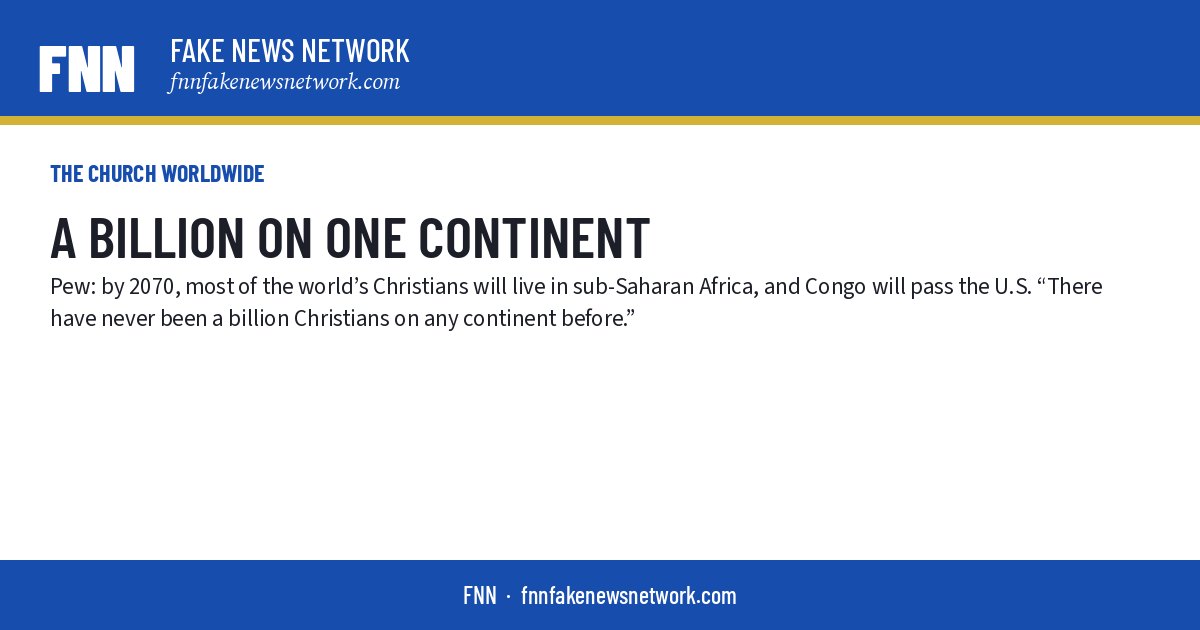 FNN
FAKE NEWS NETWORK
fnnfakenewsnetwork.com
THE CHURCH WORLDWIDE
A BILLION ON ONE CONTINENT
Pew: by 2070, most of the world’s Christians will live in sub-Saharan Africa, and Congo will pass the U.S. “There
have never been a billion Christians on any continent before.”
FNN · fnnfakenewsnetwork.com